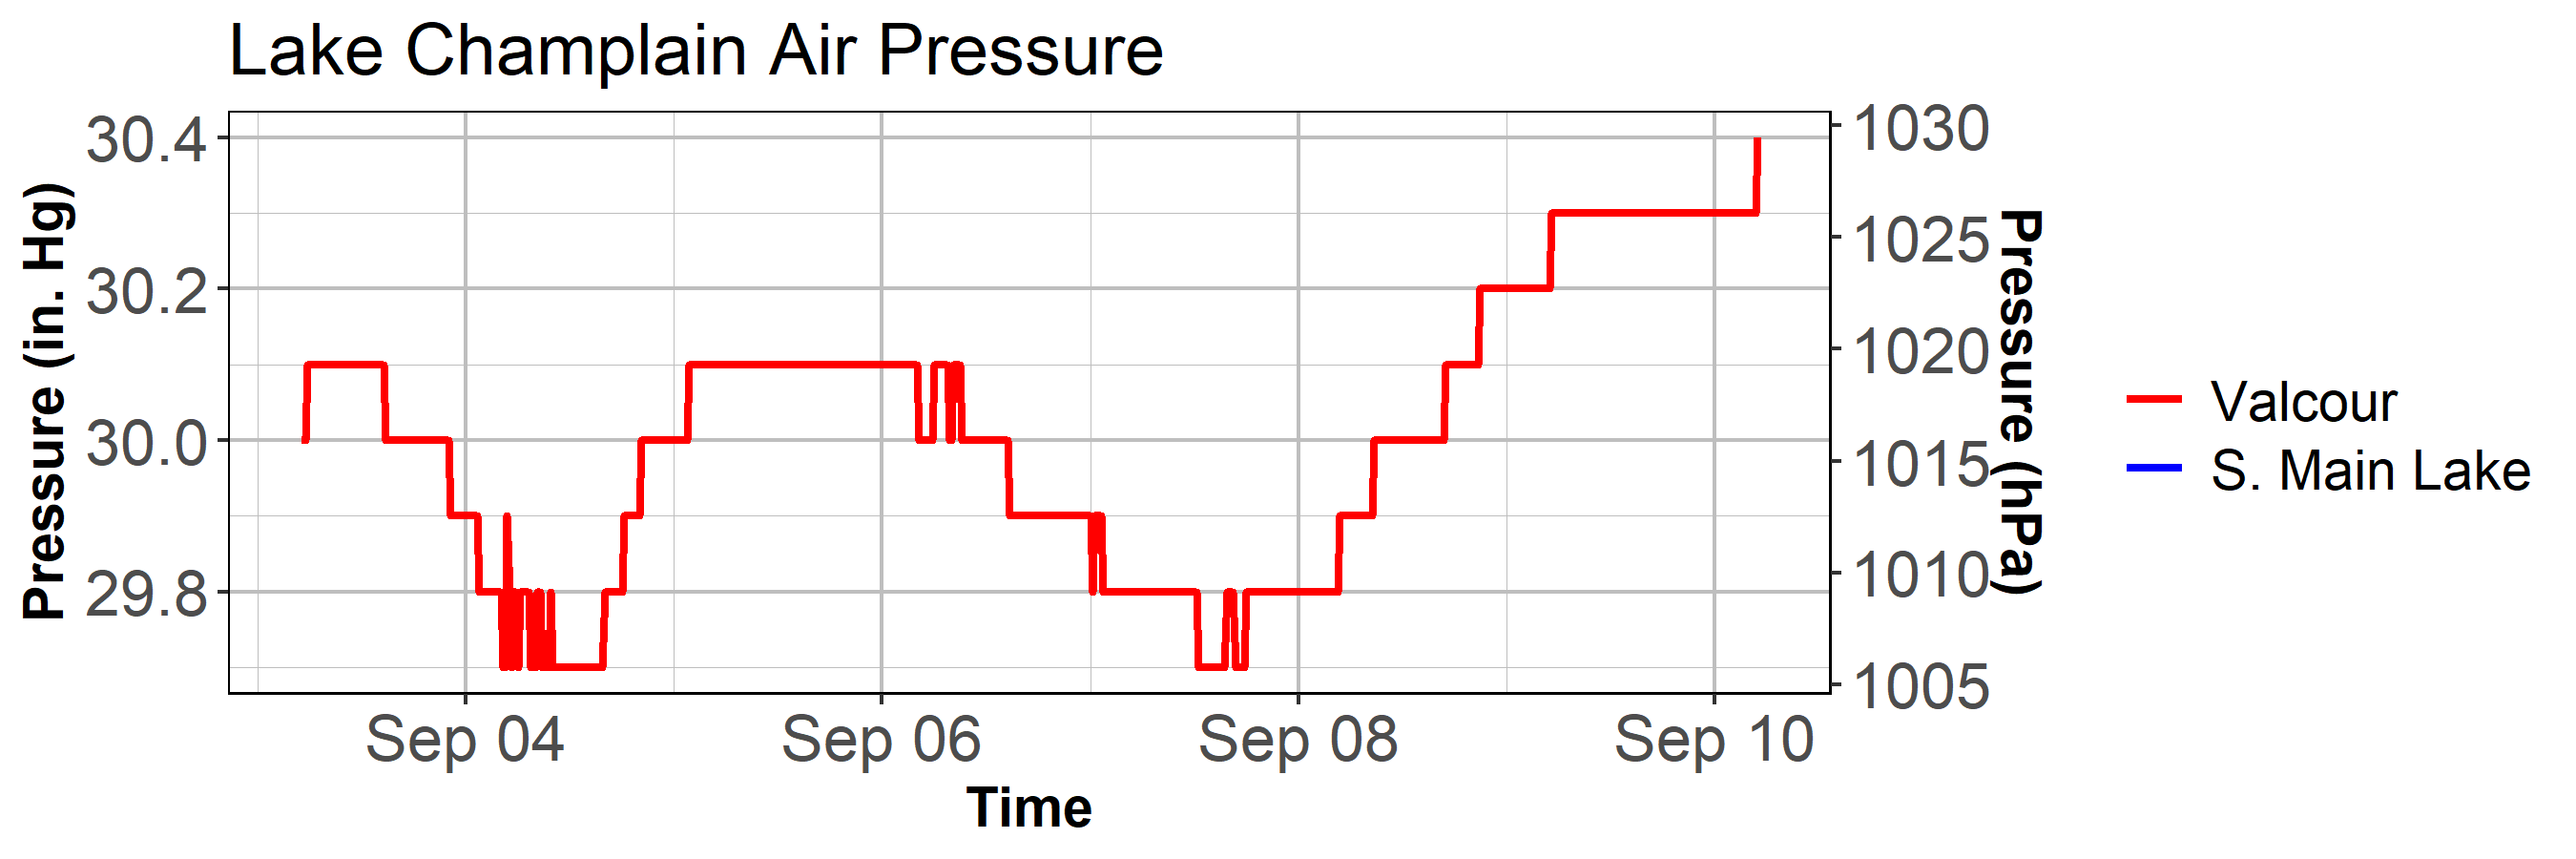 Lake Champlain Air Pressure
Pressure (in. Hg)
30.4
30.2
30.0
29.8
1030
1025
1020
1015
1010
1005
Pressure (hPa)
Sep 04
Sep 06
Sep 08
Sep 10
Time
Valcour
S. Main Lake